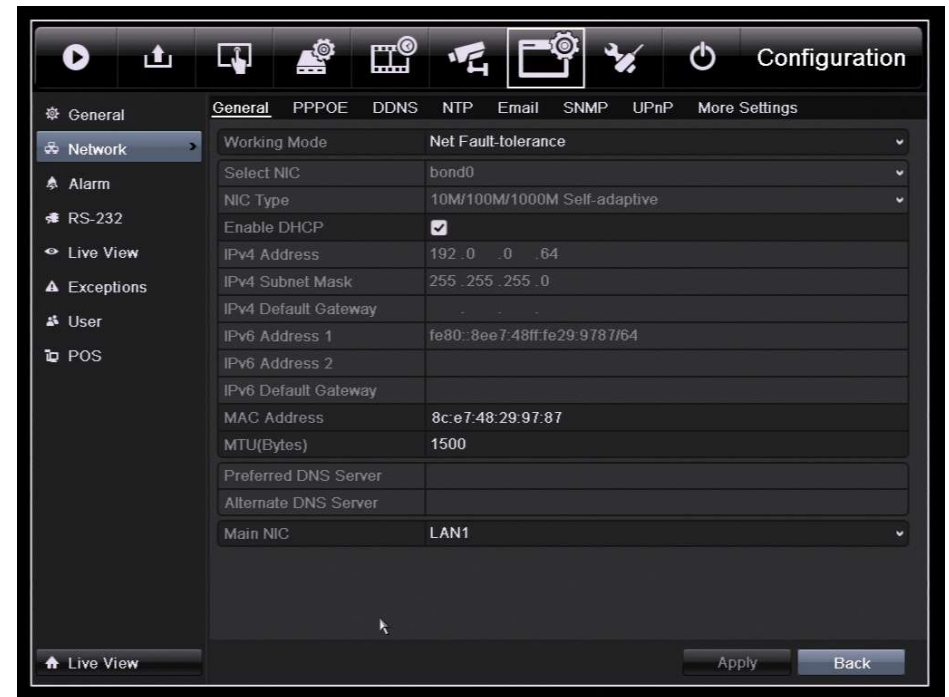 Configuration
General PPPOE DDNS NTP Email SNMP UPnP More Settings
General
Network
Alarm
RS-232
Live View
Exceptions
User
POS
Working Mode Net Fault-tolerance
Select NIC bond0
NIC Type 10M/100M/1000M Self-adaptive
Enable DHCP
IPv4 Address 192 .0 .0 .64
IPv4 Subnet Mask 255 .255 .255 .0
IPv4 Default Gateway . . .
IPv6 Address 1 fe80::8ee7:48ff:fe29:9787/64
IPv6 Address 2
IPv6 Default Gateway
MAC Address 8c:e7:48:29:97:87
MTU(Bytes) 1500
Preferred DNS Server
Alternate DNS Server
Main NIC LAN1
Live View
Apply Back